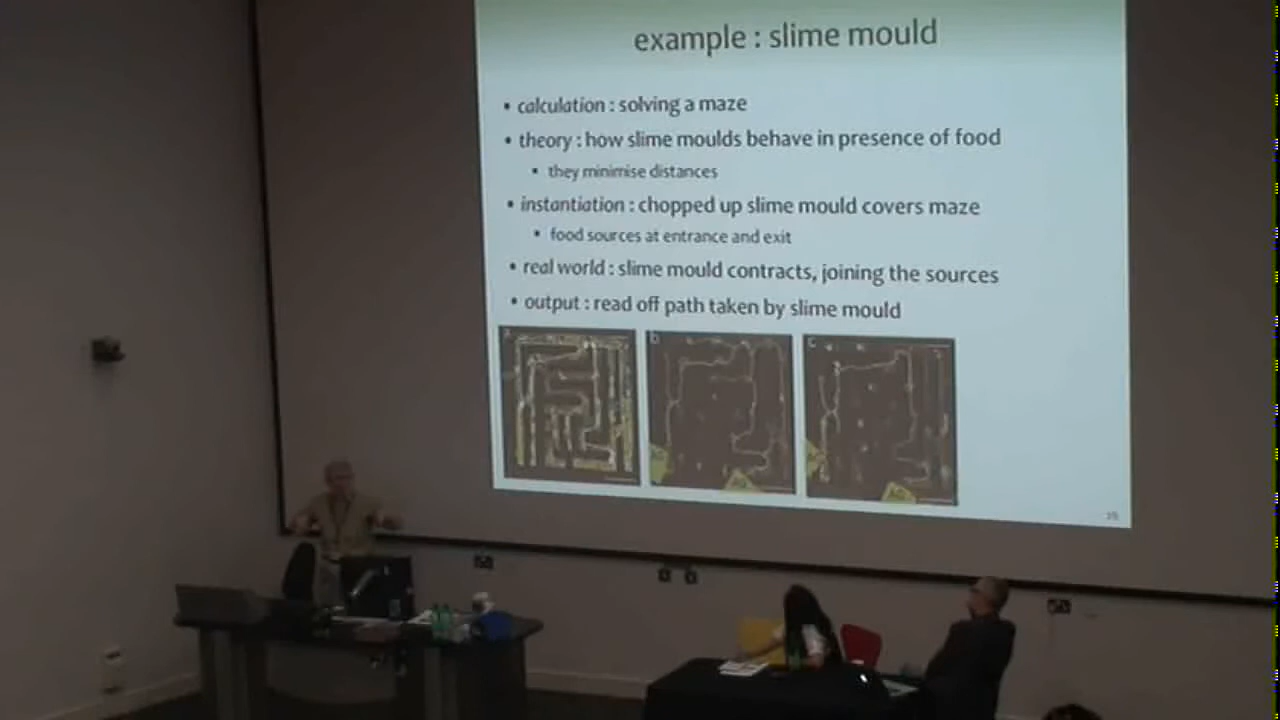 example : slime mould
• calculation : solving a maze
• theory : how slime moulds behave in presence of food
▪ they minimise distances
• instantiation : chopped up slime mould covers maze
▪ food sources at entrance and exit
• real world : slime mould contracts, joining the sources
• output : read off path taken by slime mould
b
c
AG